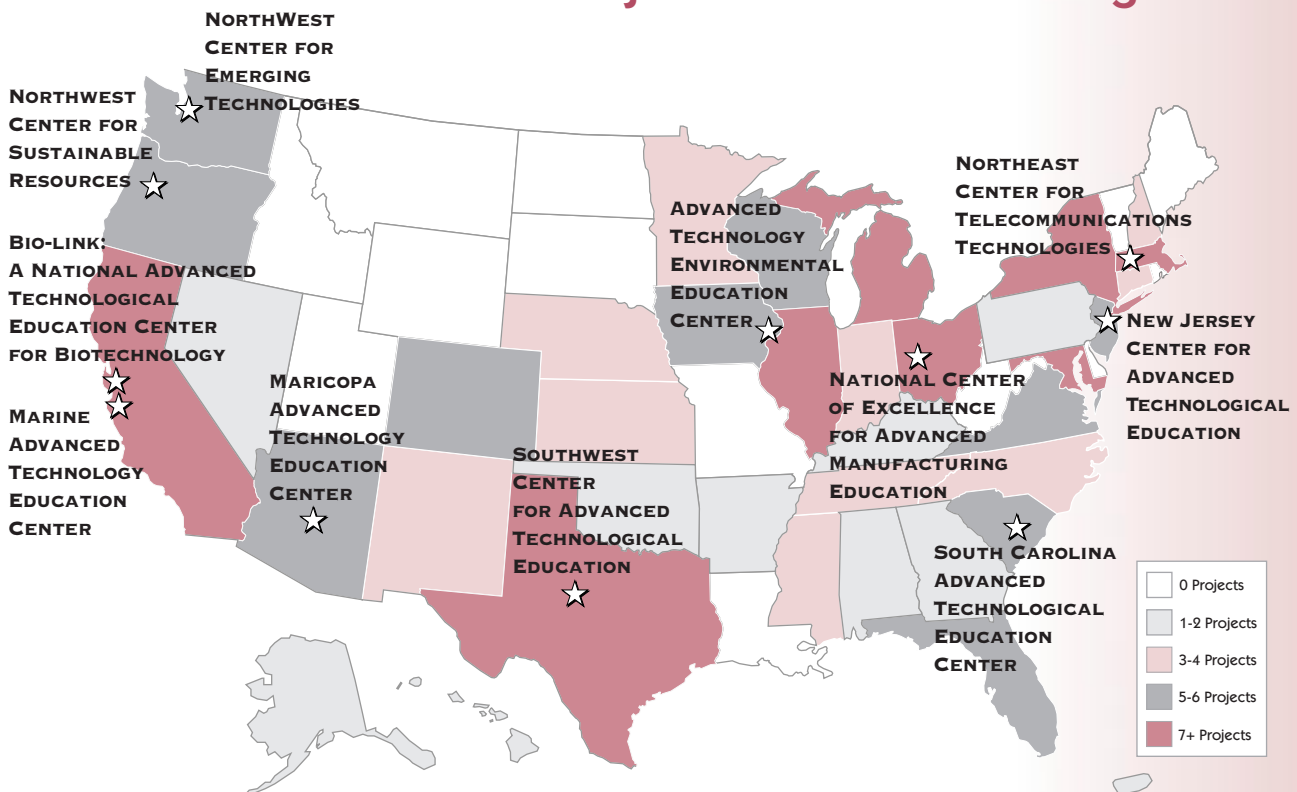 NorthWest
Center for
Emerging
Technologies
Northwest
Center for
Sustainable
Resources
Bio-link:
A National Advanced
Technological
Education Center
for Biotechnology
Marine
Advanced
Technology
Education
Center
Maricopa
Advanced
Technology
Education
Center
Southwest
Center
for Advanced
Technological
Education
Advanced
Technology
Environmental
Education
Center
Northeast
Center for
Telecommunications
Technologies
National Center
of Excellence
for Advanced
Manufacturing
Education
New Jersey
Center for
Advanced
Technological
Education
South Carolina
Advanced
Technological
Education
Center
0 Projects
1-2 Projects
3-4 Projects
5-6 Projects
7+ Projects